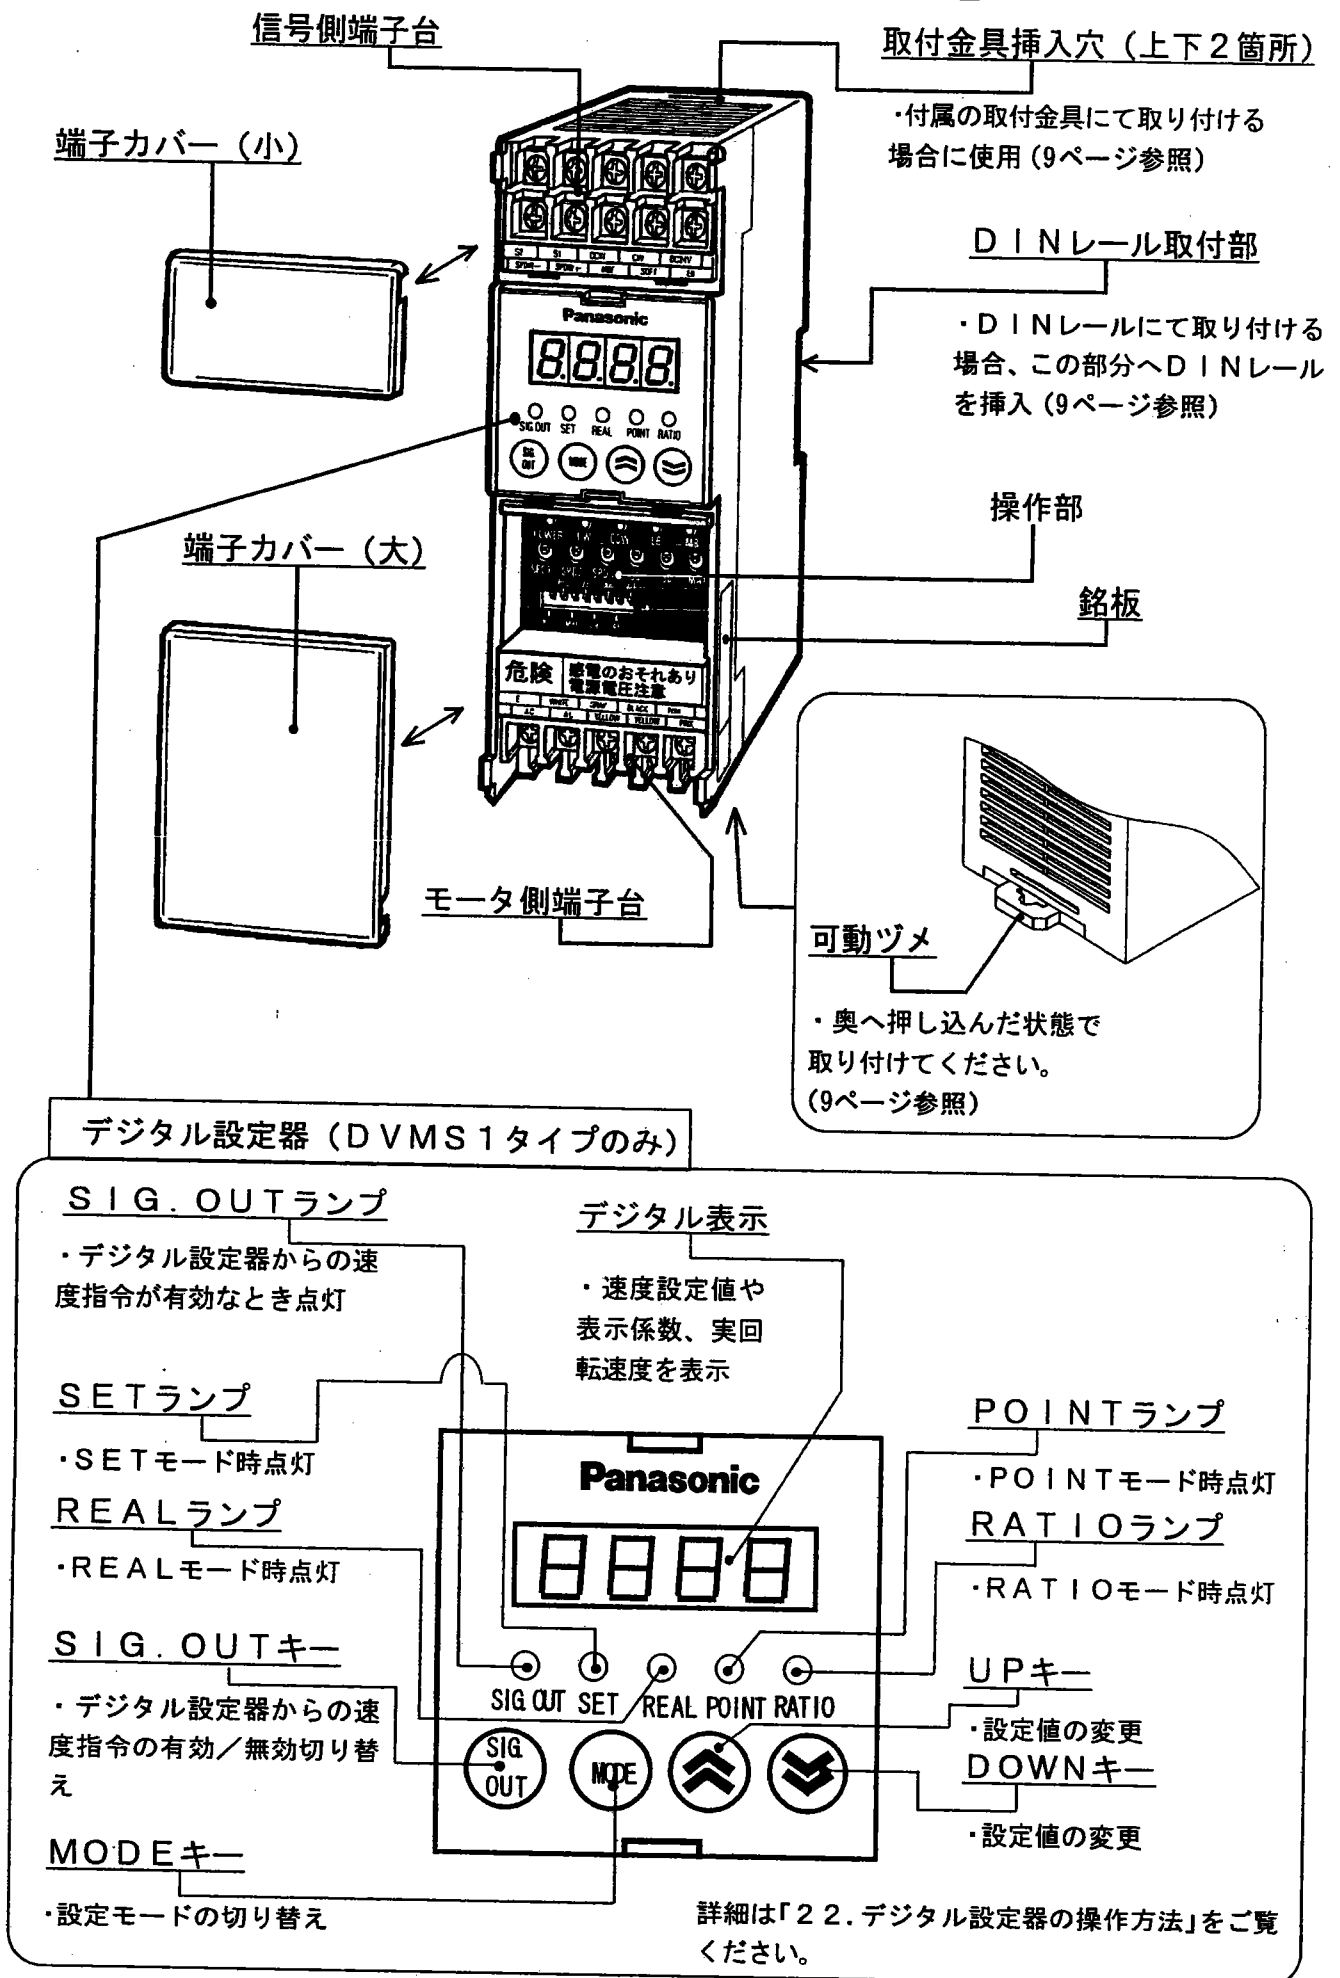 信号側端子台
取付金具挿入穴（上下２箇所）
・付属の取付金具にて取り付ける
場合に使用(9ページ参照)
端子カバー（小）
ＤＩＮレール取付部
・ＤＩＮレールにて取り付ける
場合、この部分へＤＩＮレール
を挿入(9ページ参照)
Panasonic
8.8.8.8.
SIG OUT SET REAL POINT RATIO
SIG OUT
MODE
操作部
端子カバー（大）
銘板
危険
感電のおそれあり
電源電圧注意
モータ側端子台
可動ヅメ
・奥へ押し込んだ状態で
取り付けてください。
(9ページ参照)
デジタル設定器（ＤＶＭＳ１タイプのみ）
ＳＩＧ．ＯＵＴランプ
・デジタル設定器からの速
度指令が有効なとき点灯
デジタル表示
・速度設定値や
表示係数、実回
転速度を表示
ＳＥＴランプ
・ＳＥＴモード時点灯
ＲＥＡＬランプ
・ＲＥＡＬモード時点灯
ＰＯＩＮＴランプ
・ＰＯＩＮＴモード時点灯
ＲＡＴＩＯランプ
・ＲＡＴＩＯモード時点灯
Panasonic
8888
SIG OUT SET REAL POINT RATIO
SIG
OUT
MODE
ＳＩＧ．ＯＵＴキー
・デジタル設定器からの速
度指令の有効／無効切り替
え
ＵＰキー
・設定値の変更
ＤＯＷＮキー
・設定値の変更
ＭＯＤＥキー
・設定モードの切り替え
詳細は「２２．デジタル設定器の操作方法」をご覧
ください。